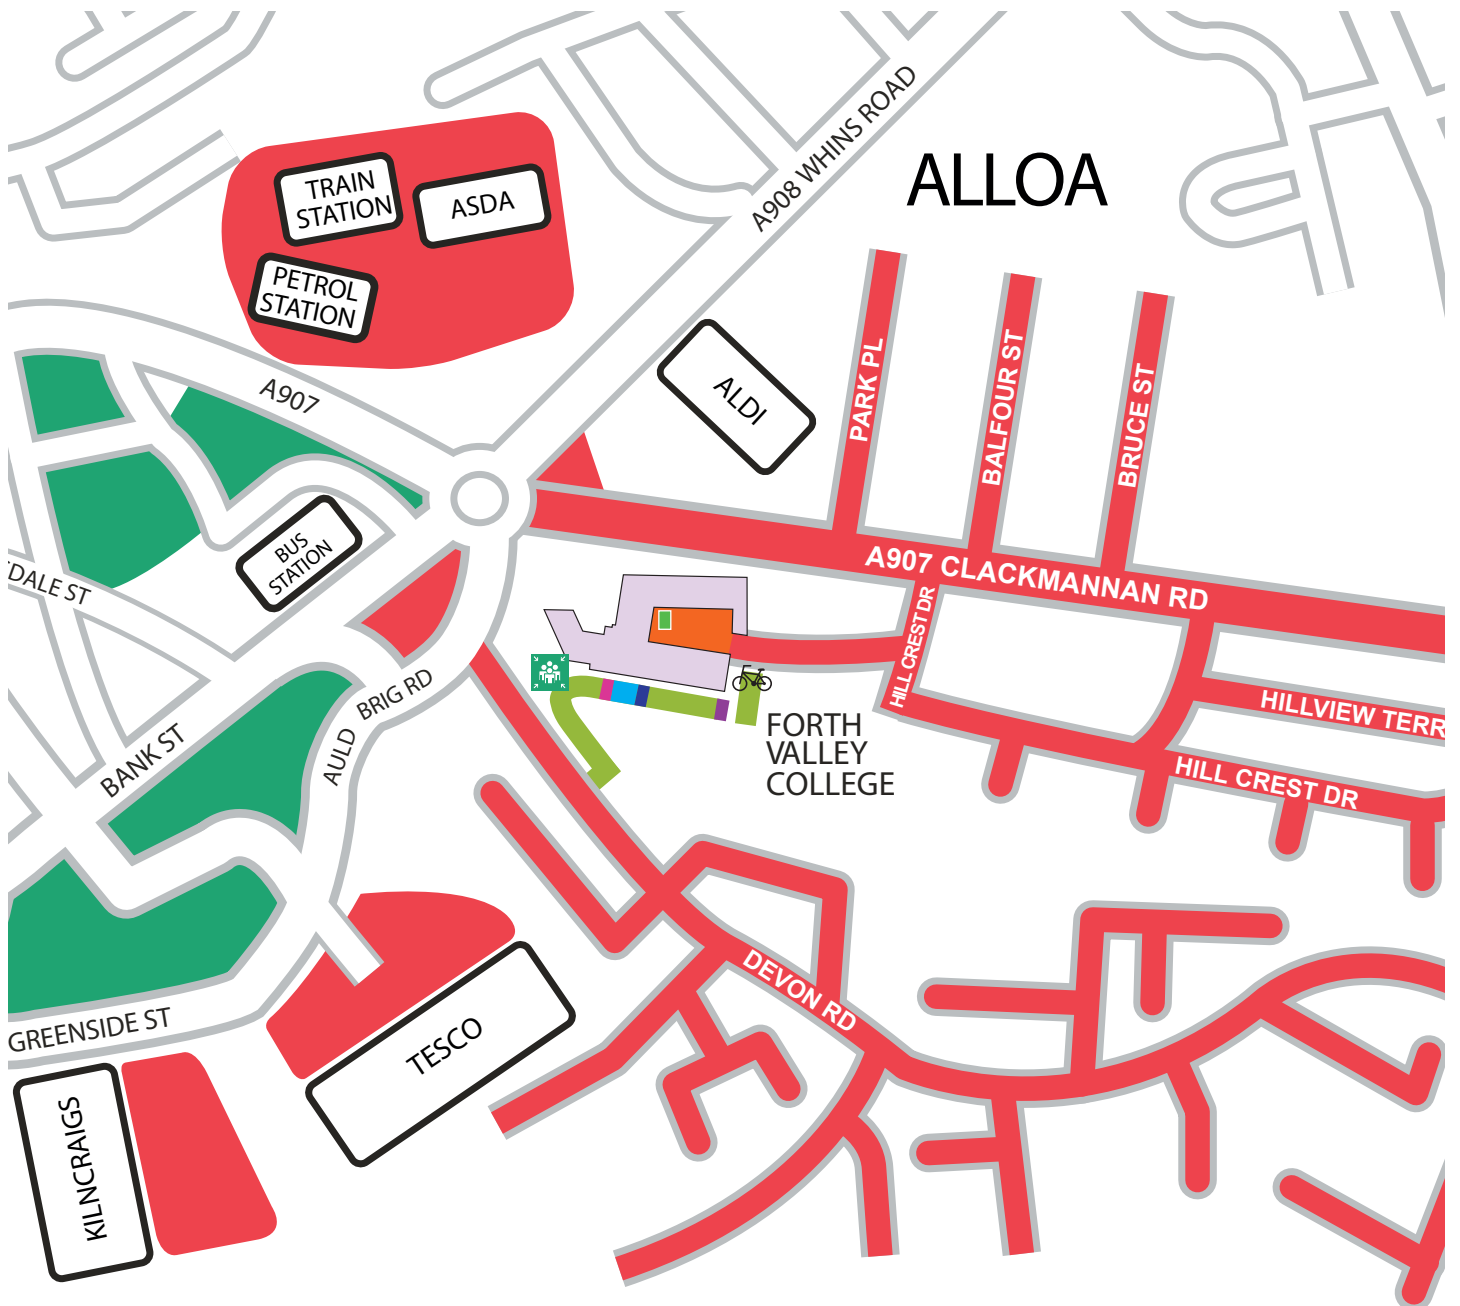 TRAIN
STATION
ASDA
PETROL
STATION
A908 WHINS ROAD
ALLOA
A907
ALDI
PARK PL
BALFOUR ST
BRUCE ST
BUS
STATION
DALE ST
A907 CLACKMANNAN RD
HILL CREST DR
HILLVIEW TERR
HILL CREST DR
FORTH
VALLEY
COLLEGE
AULD BRIG RD
BANK ST
DEVON RD
GREENSIDE ST
TESCO
KILNCRAIGS